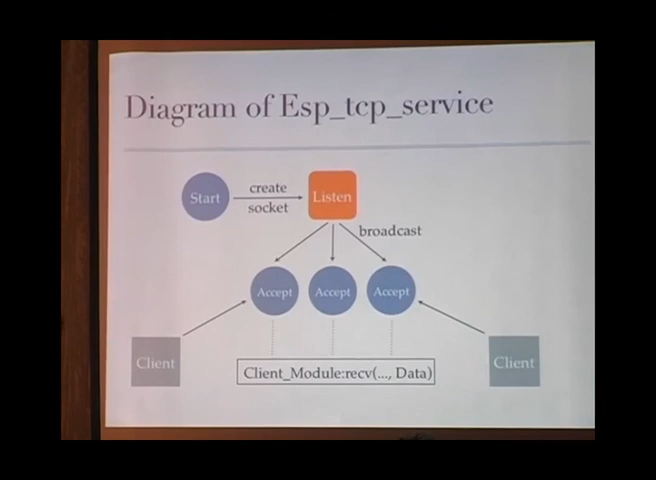 Diagram of Esp_tcp_service
Start
create
socket
Listen
broadcast
Accept
Accept
Accept
Client
Client_Module:recv(..., Data)
Client